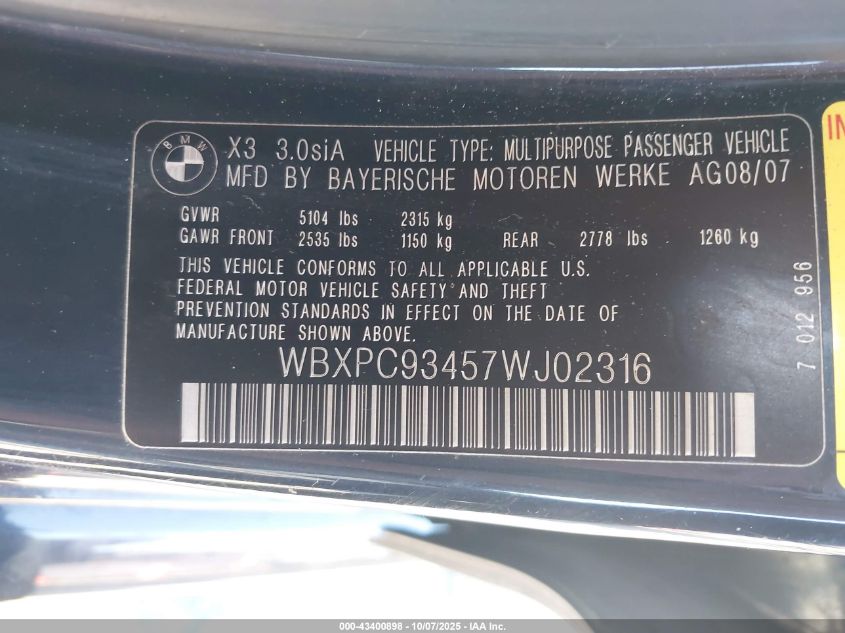 BMW
X3 3.0siA VEHICLE TYPE: MULTIPURPOSE PASSENGER VEHICLE
MFD BY BAYERISCHE MOTOREN WERKE AG08/07
GVWR 5104 lbs 2315 kg
GAWR FRONT 2535 lbs 1150 kg REAR 2778 lbs 1260 kg
THIS VEHICLE CONFORMS TO ALL APPLICABLE U.S.
FEDERAL MOTOR VEHICLE SAFETY AND THEFT
PREVENTION STANDARDS IN EFFECT ON THE DATE OF
MANUFACTURE SHOWN ABOVE.
WBXPC93457WJ02316
7 012 956
000-43400898 - 10/07/2025 - IAA Inc.